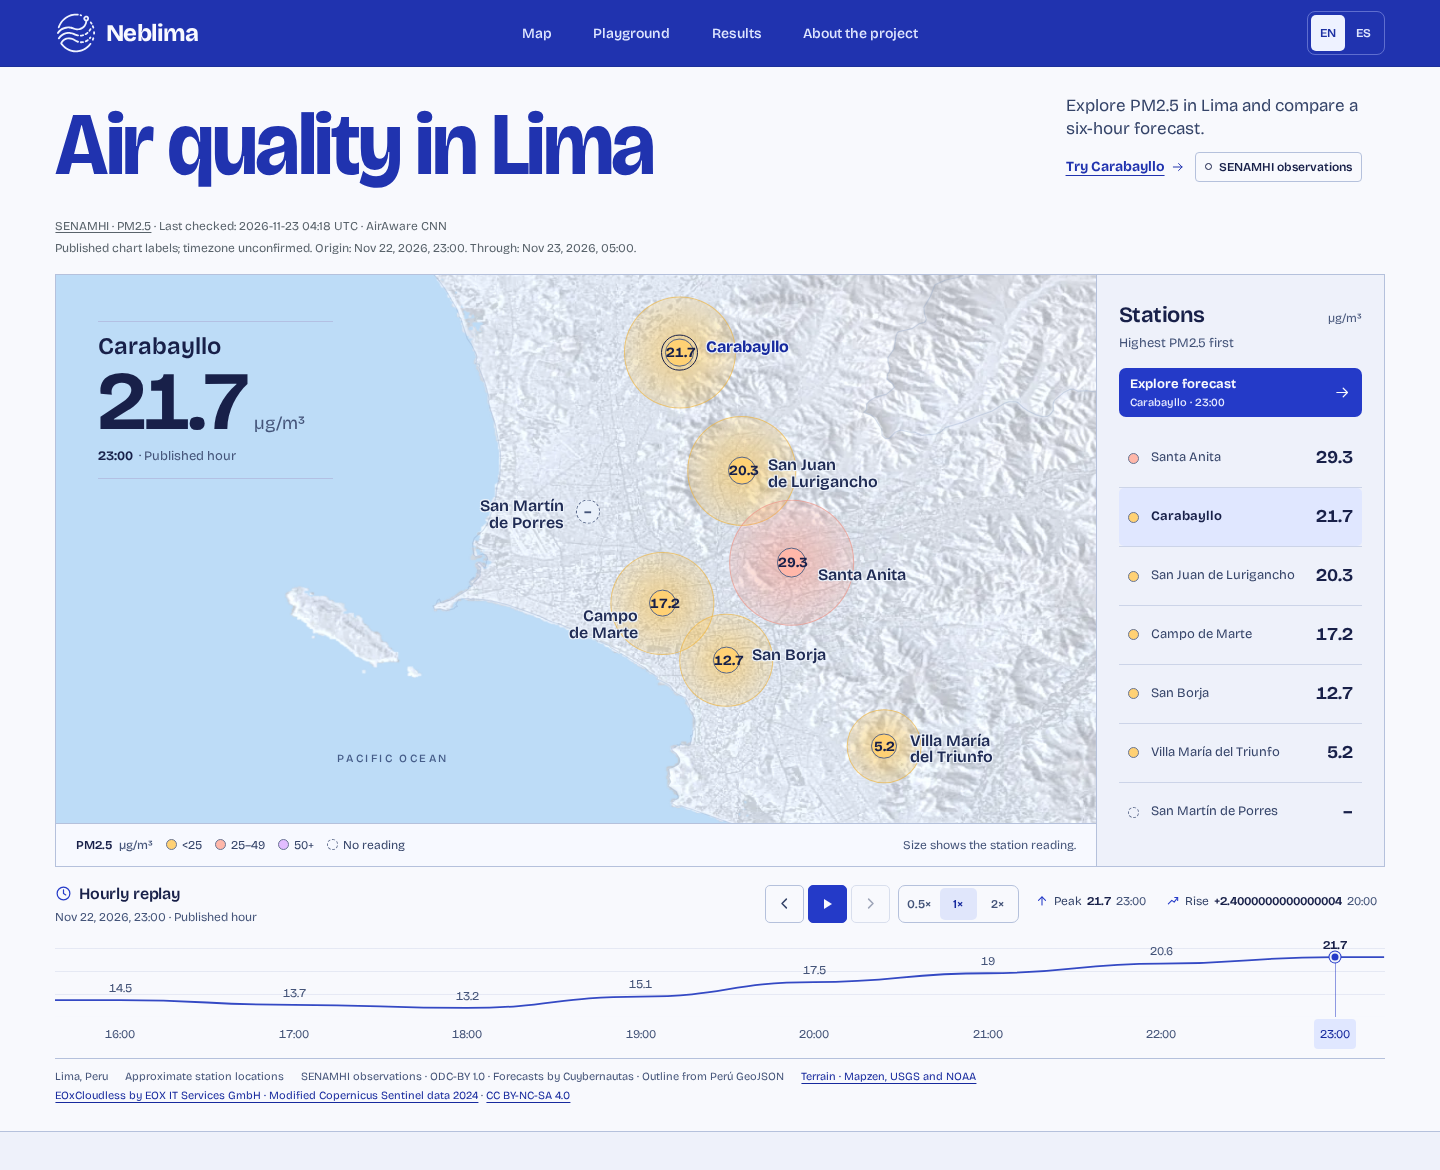 Neblima
Map
Playground
Results
About the project
EN
ES
Air quality in Lima
Explore PM2.5 in Lima and compare a
six-hour forecast.
Try Carabayllo →
SENAMHI observations
SENAMHI · PM2.5 · Last checked: 2026-11-23 04:18 UTC · AirAware CNN
Published chart labels; timezone unconfirmed. Origin: Nov 22, 2026, 23:00. Through: Nov 23, 2026, 05:00.
Carabayllo
21.7 µg/m³
23:00 · Published hour
21.7 Carabayllo
20.3 San Juan
de Lurigancho
San Martín
de Porres –
29.3 Santa Anita
17.2
Campo
de Marte
12.7 San Borja
5.2 Villa María
del Triunfo
PACIFIC OCEAN
PM2.5 µg/m³ <25 25–49 50+ No reading
Size shows the station reading.
Stations µg/m³
Highest PM2.5 first
Explore forecast →
Carabayllo · 23:00
Santa Anita 29.3
Carabayllo 21.7
San Juan de Lurigancho 20.3
Campo de Marte 17.2
San Borja 12.7
Villa María del Triunfo 5.2
San Martín de Porres –
Hourly replay
Nov 22, 2026, 23:00 · Published hour
0.5× 1× 2×
↑ Peak 21.7 23:00
Rise +2.4000000000000004 20:00
14.5 13.7 13.2 15.1 17.5 19 20.6 21.7
16:00 17:00 18:00 19:00 20:00 21:00 22:00 23:00
Lima, Peru Approximate station locations SENAMHI observations · ODC-BY 1.0 · Forecasts by Cuybernautas · Outline from Perú GeoJSON Terrain · Mapzen, USGS and NOAA
EOxCloudless by EOX IT Services GmbH · Modified Copernicus Sentinel data 2024 · CC BY-NC-SA 4.0